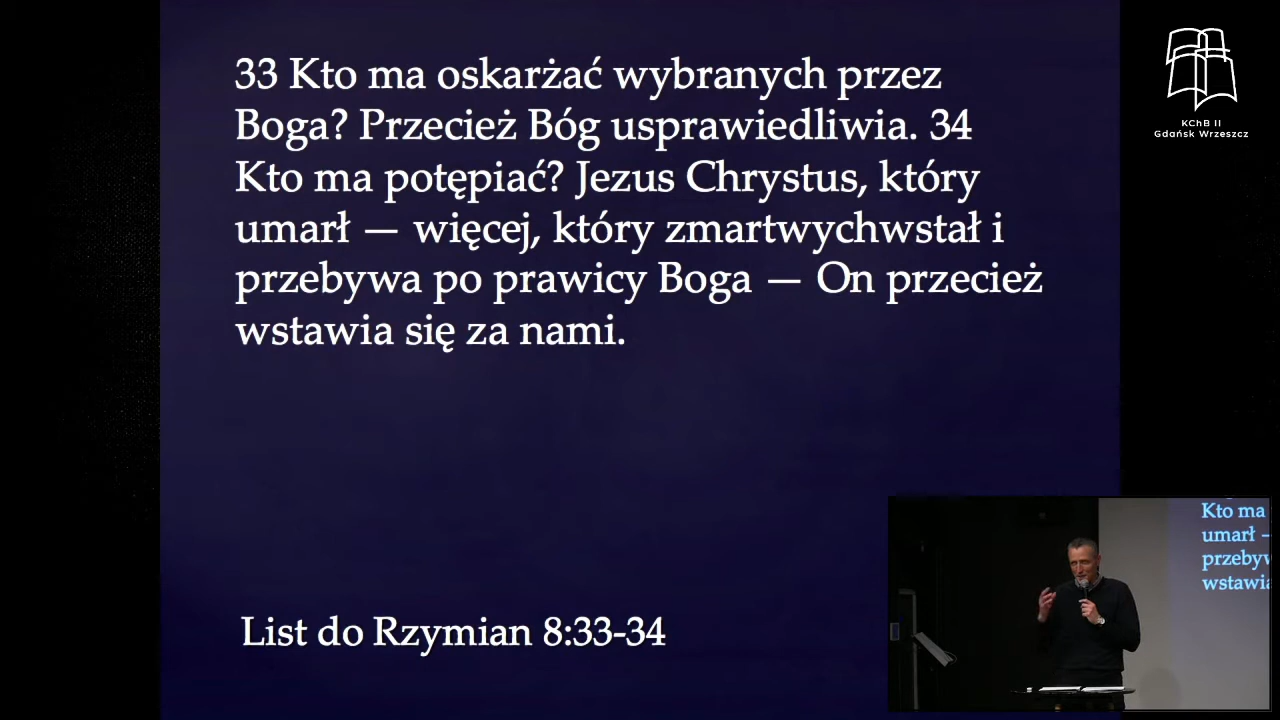 33 Kto ma oskarżać wybranych przez
Boga? Przecież Bóg usprawiedliwia. 34
Kto ma potępiać? Jezus Chrystus, który
umarł — więcej, który zmartwychwstał i
przebywa po prawicy Boga — On przecież
wstawia się za nami.
List do Rzymian 8:33-34
KChB II
Gdańsk Wrzeszcz
Kto ma
umarł –
przebyw
wstawia